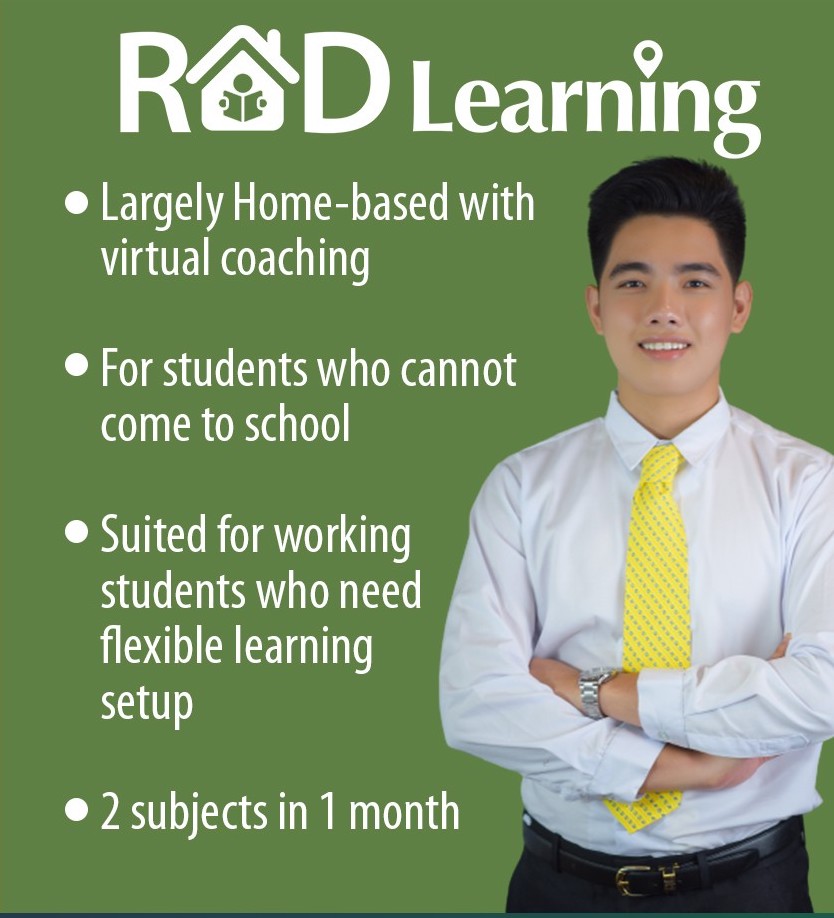 RAD Learning
• Largely Home-based with
virtual coaching
• For students who cannot
come to school
• Suited for working
students who need
flexible learning
setup
• 2 subjects in 1 month